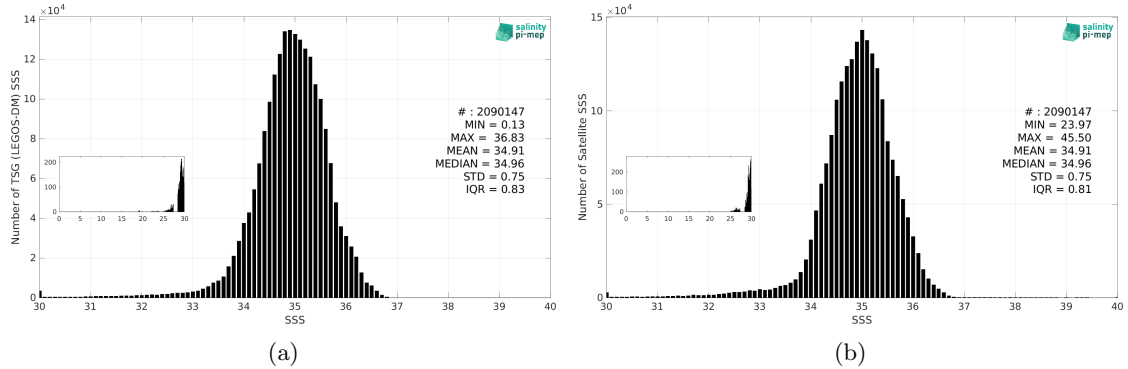 14 ×10^4
12
10
8
6
4
2
0
Number of TSG (LEGOS-DM) SSS
salinity
pi-mep
# : 2090147
MIN = 0.13
MAX = 36.83
MEAN = 34.91
MEDIAN = 34.96
STD = 0.75
IQR = 0.83
200
100
0
0 5 10 15 20 25 30
30 31 32 33 34 35 36 37 38 39 40
SSS
(a)
15 ×10^4
10
5
0
Number of Satellite SSS
salinity
pi-mep
# : 2090147
MIN = 23.97
MAX = 45.50
MEAN = 34.91
MEDIAN = 34.96
STD = 0.75
IQR = 0.81
200
100
0
0 5 10 15 20 25 30
30 31 32 33 34 35 36 37 38 39 40
SSS
(b)